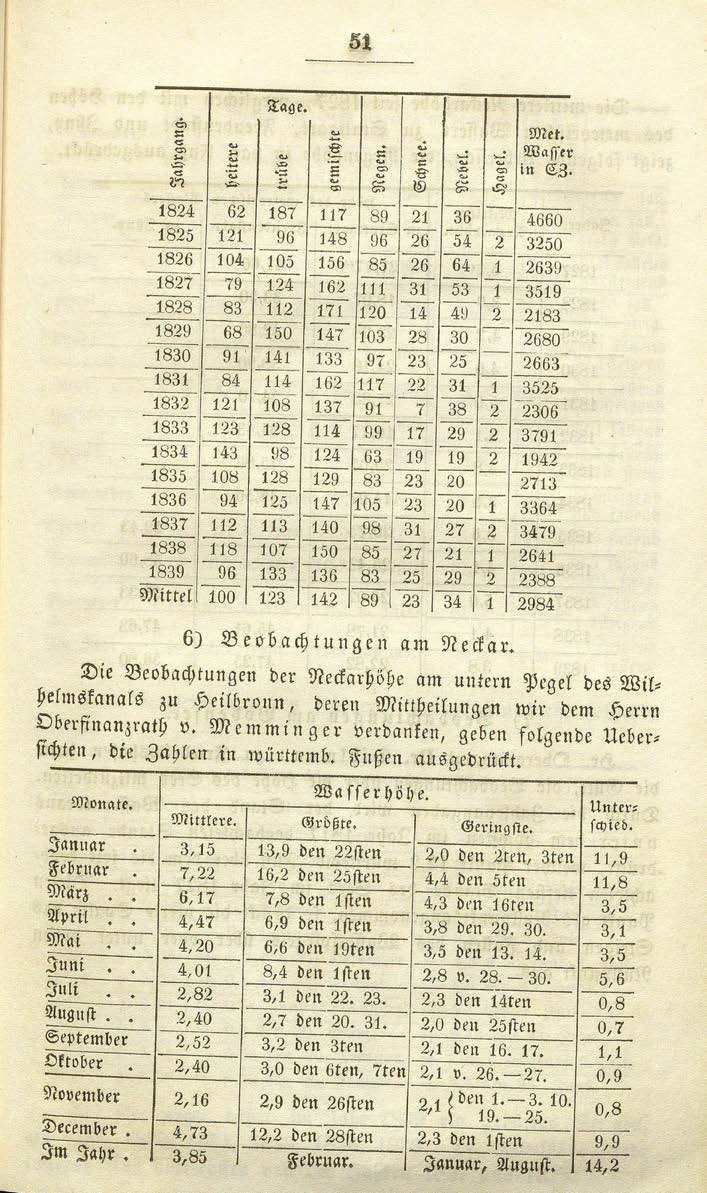 51
Tage.
Jahrgang. heitere trübe gemischte Regen. Schnee. Nebel. Hagel. Met. Wasser in CZ.
1824 62 187 117 89 21 36 4660
1825 121 96 148 96 26 54 2 3250
1826 104 105 156 85 26 64 1 2639
1827 79 124 162 111 31 53 1 3519
1828 83 112 171 120 14 49 2 2183
1829 68 150 147 103 28 30 2680
1830 91 141 133 97 23 25 2663
1831 84 114 162 117 22 31 1 3525
1832 121 108 137 91 7 38 2 2306
1833 123 128 114 99 17 29 2 3791
1834 143 98 124 63 19 19 2 1942
1835 108 128 129 83 23 20 2713
1836 94 125 147 105 23 20 1 3364
1837 112 113 140 98 31 27 2 3479
1838 118 107 150 85 27 21 1 2641
1839 96 133 136 83 25 29 2 2388
Mittel 100 123 142 89 23 34 1 2984
6) Beobachtungen am Neckar.
Die Beobachtungen der Neckarhöhe am untern Pegel des Wil-
helmskanals zu Heilbronn, deren Mittheilungen wir dem Herrn
Oberfinanzrath v. Memminger verdanken, geben folgende Ueber-
sichten, die Zahlen in württemb. Fußen ausgedrückt.
Monate. Wasserhöhe. Unter-
Mittlere. Größte. Geringste. schied.
Januar . 3,15 13,9 den 22sten 2,0 den 2ten, 3ten 11,9
Februar . 7,22 16,2 den 25sten 4,4 den 5ten 11,8
März . . 6,17 7,8 den 1sten 4,3 den 16ten 3,5
April . . 4,47 6,9 den 1sten 3,8 den 29. 30. 3,1
Mai . . 4,20 6,6 den 19ten 3,5 den 13. 14. 3,5
Juni . . 4,01 8,4 den 1sten 2,8 v. 28. — 30. 5,6
Juli . . 2,82 3,1 den 22. 23. 2,3 den 14ten 0,8
August . . 2,40 2,7 den 20. 31. 2,0 den 25sten 0,7
September 2,52 3,2 den 3ten 2,1 den 16. 17. 1,1
Oktober . 2,40 3,0 den 6ten, 7ten 2,1 v. 26.—27. 0,9
November 2,16 2,9 den 26sten 2,1 { den 1.—3. 10. 0,8
19.—25.
December . 4,73 12,2 den 28sten 2,3 den 1sten 9,9
Im Jahr . 3,85 Februar. Januar, August. 14,2